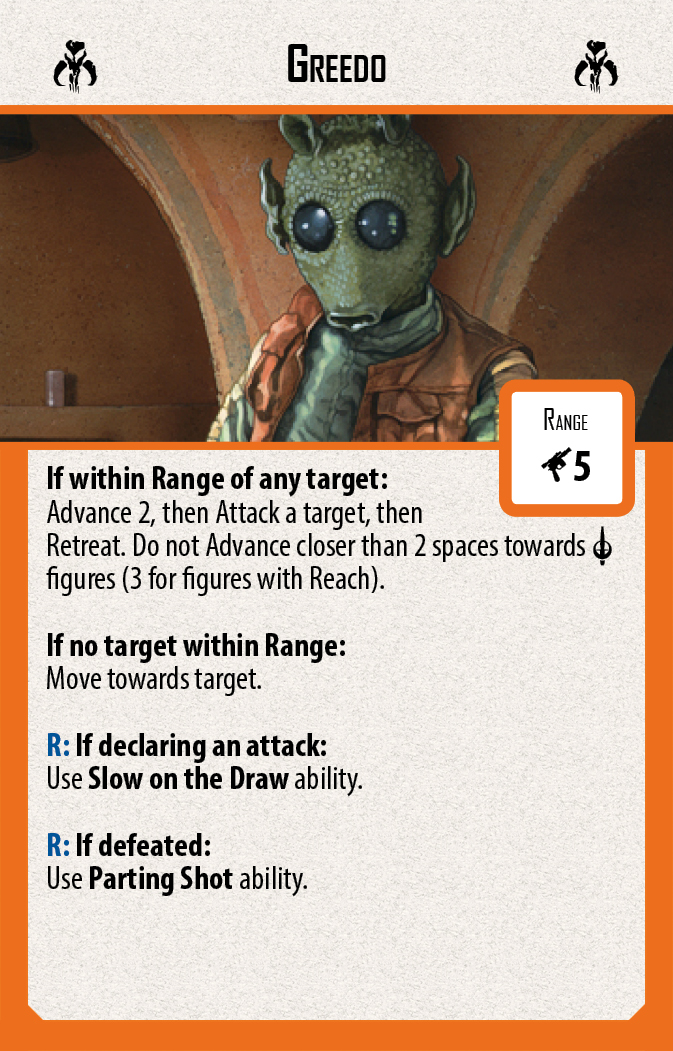 Greedo
Range
5
If within Range of any target:
Advance 2, then Attack a target, then
Retreat. Do not Advance closer than 2 spaces towards
figures (3 for figures with Reach).
If no target within Range:
Move towards target.
R: If declaring an attack:
Use Slow on the Draw ability.
R: If defeated:
Use Parting Shot ability.